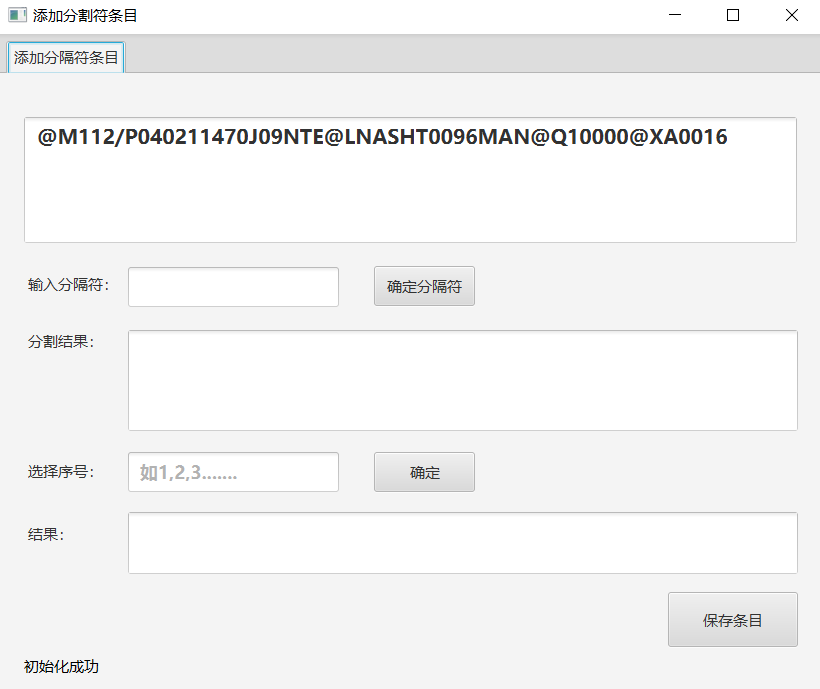 添加分割符条目
添加分隔符条目
@M112/P040211470J09NTE@LNASHT0096MAN@Q10000@XA0016
输入分隔符：
确定分隔符
分割结果：
选择序号：
如1,2,3.......
确定
结果：
保存条目
初始化成功